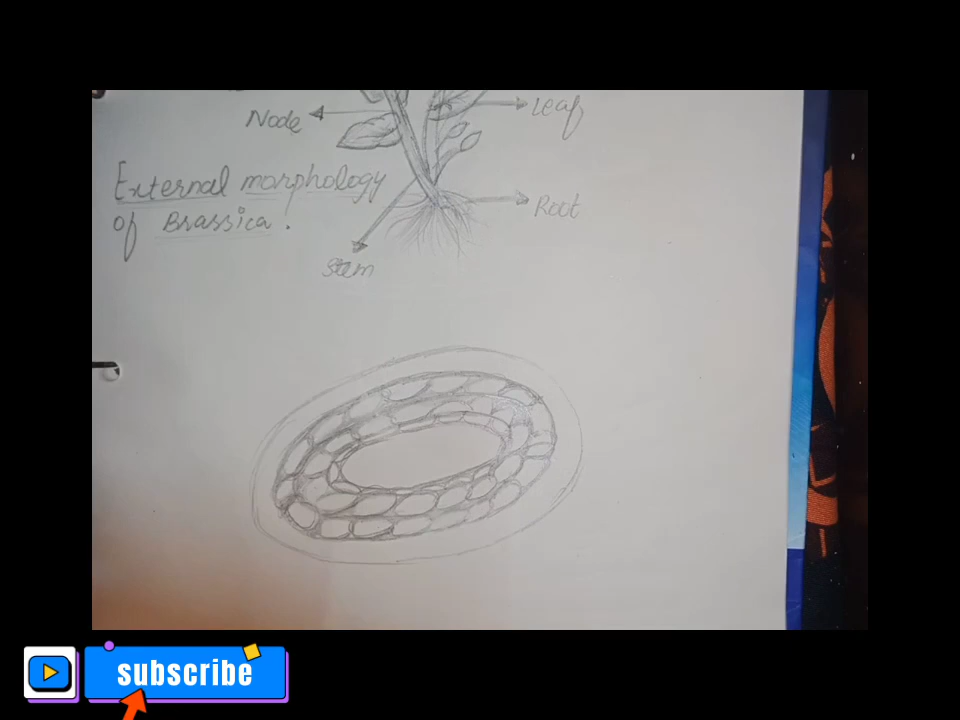 Node
Leaf
External morphology
of Brassica.
Root
Stem
subscribe